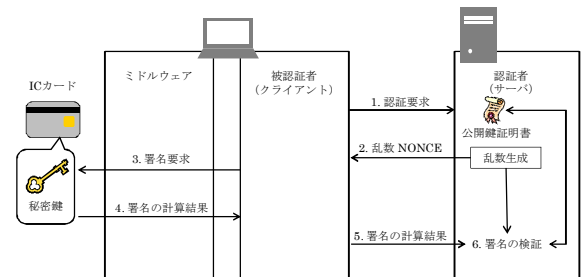 ミドルウェア
被認証者
(クライアント)
認証者
(サーバ)
ICカード
1. 認証要求
公開鍵証明書
2. 乱数 NONCE
乱数生成
3. 署名要求
秘密鍵
4. 署名の計算結果
5. 署名の計算結果
6. 署名の検証